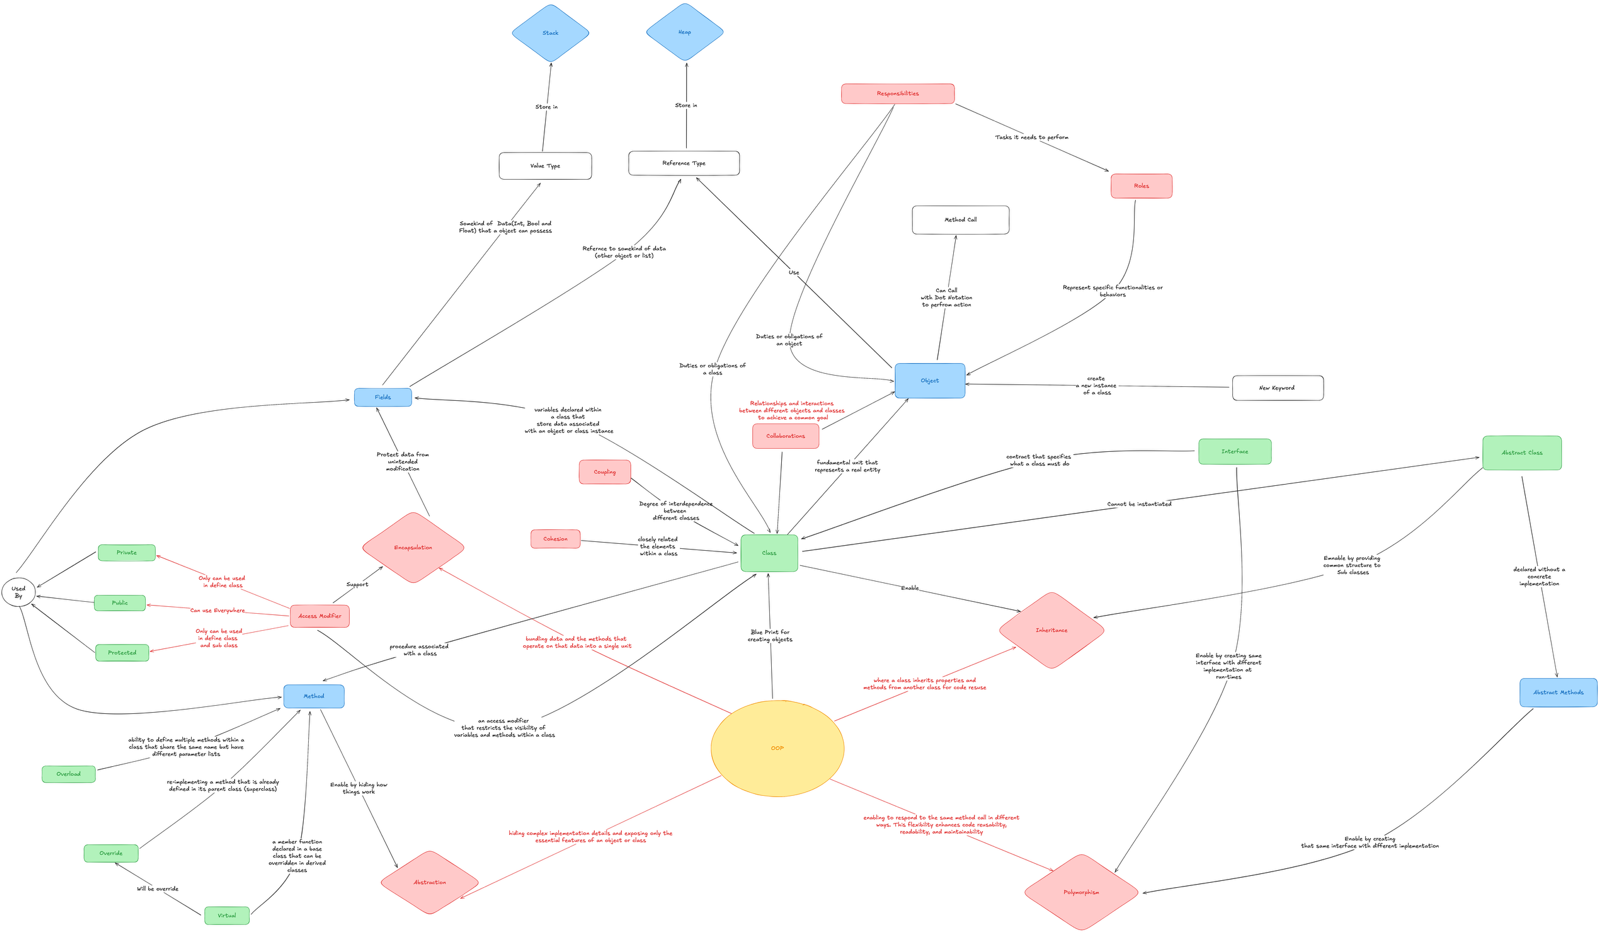 Stack
Heap
Responsibilities
Store in
Store in
Tasks it needs to perform
Value Type
Reference Type
Roles
Method Call
Somekind of  Data(Int, Bool and
Float) that a object can possess
Refernce to somekind of data
(other object or list)
Use
Can Call
with Dot Notation
to perfrom action
Represent specific functionalities or
behaviors
Duties or obligations of
an object
Duties or obligations of
a class
Object
create
a new instance
of a class
New Keyword
Fields
variables declared within
a class that
store data associated
with an object or class instance
Relationships and interactions
between different objects and classes
to achieve a common goal
Collaborations
Protect data from
unintended
modification
Coupling
fundamental unit that
represents a real entity
contract that specifies
what a class must do
Interface
Abstract Class
Degree of interdependence
between
different classes
Cannot be instantiated
Cohesion
closely related
the elements
within a class
Encapsulation
Class
Private
Only can be used
in define class
Support
Enable
Emnable by providing
common structure to
Sub classes
declared without a
concrete
implementation
Used
By
Public
Can use Everywhere
Access Modifier
Protected
Only can be used
in define class
and sub class
bundling data and the methods that
operate on that data into a single unit
Blue Print for
creating objects
Inheritance
procedure associated
with a class
where a class inherits properties and
methods from another class for code resuse
Enable by creating same
interface with different
implementation at
run-times
Method
Abstract Methods
an access modifier
that restricts the visibility of
variables and methods within a class
OOP
ability to define multiple methods within a
class that share the same name but have
different parameter lists
Overload
re-implementing a method that is already
defined in its parent class (superclass)
Enable by hiding how
things work
hiding complex implementation details and exposing only the
essential features of an object or class
enabling to respond to the same method call in different
ways. This flexibility enhances code reusability,
readability, and maintainability
Enable by creating
that same interface with different implementation
Override
a member function
declared in a base
class that can be
overridden in derived
classes
Will be override
Abstraction
Polymorphism
Virtual